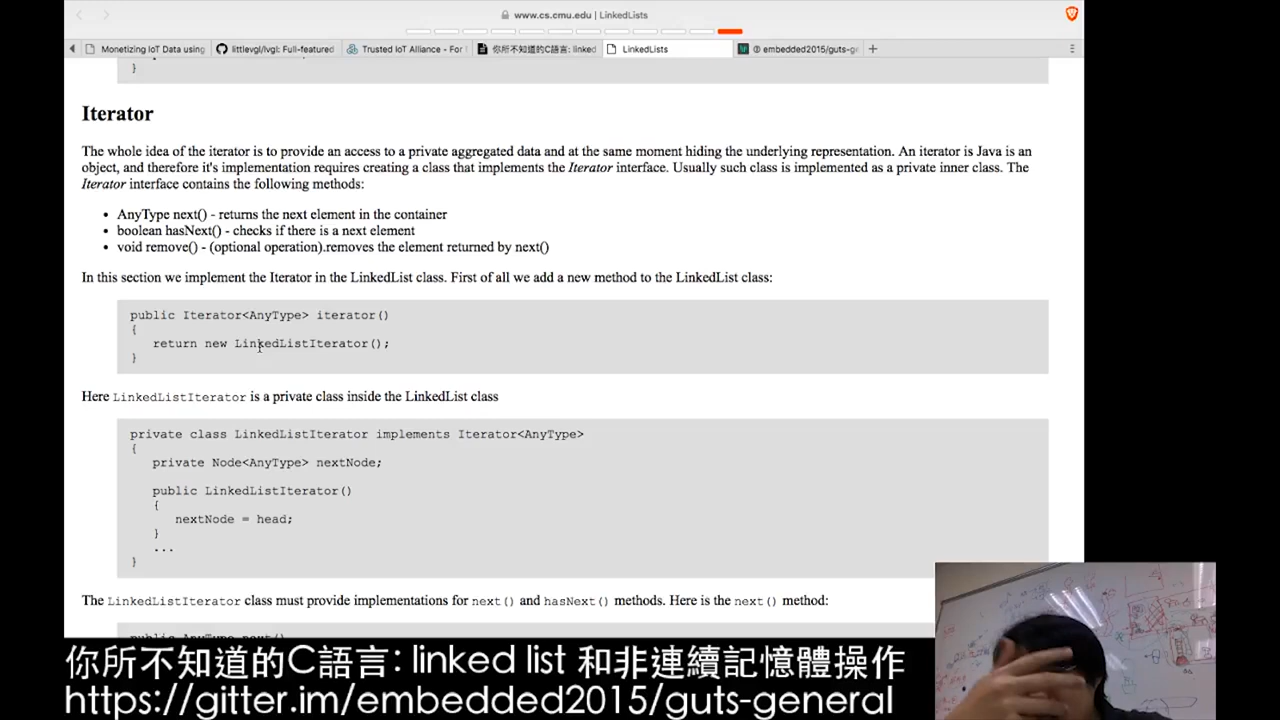 www.cs.cmu.edu | LinkedLists
Monetizing IoT Data using
littlevgl/lvgl: Full-featured
Trusted IoT Alliance - For
你所不知道的C語言: linked
LinkedLists
embedded2015/guts-ge
}
Iterator
The whole idea of the iterator is to provide an access to a private aggregated data and at the same moment hiding the underlying representation. An iterator is Java is an
object, and therefore it's implementation requires creating a class that implements the Iterator interface. Usually such class is implemented as a private inner class. The
Iterator interface contains the following methods:
• AnyType next() - returns the next element in the container
• boolean hasNext() - checks if there is a next element
• void remove() - (optional operation).removes the element returned by next()
In this section we implement the Iterator in the LinkedList class. First of all we add a new method to the LinkedList class:
public Iterator<AnyType> iterator()
{
return new LinkedListIterator();
}
Here LinkedListIterator is a private class inside the LinkedList class
private class LinkedListIterator implements Iterator<AnyType>
{
private Node<AnyType> nextNode;
public LinkedListIterator()
{
nextNode = head;
}
...
}
The LinkedListIterator class must provide implementations for next() and hasNext() methods. Here is the next() method:
public AnyType next()
你所不知道的C語言: linked list 和非連續記憶體操作
https://gitter.im/embedded2015/guts-general